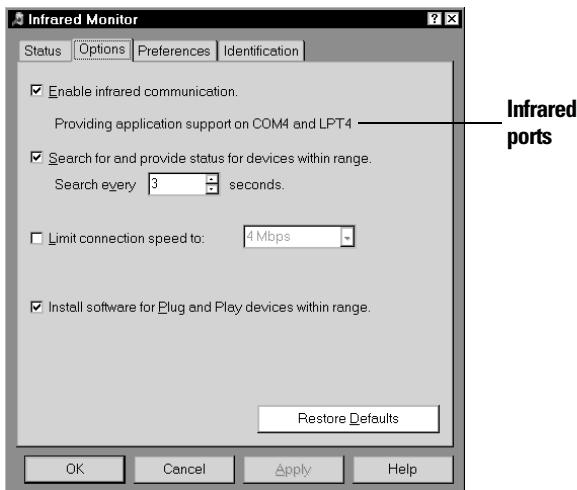 Infrared Monitor
Status Options Preferences Identification
Enable infrared communication.
Providing application support on COM4 and LPT4
Infrared
ports
Search for and provide status for devices within range.
Search every 3 seconds.
Limit connection speed to: 4 Mbps
Install software for Plug and Play devices within range.
Restore Defaults
OK Cancel Apply Help